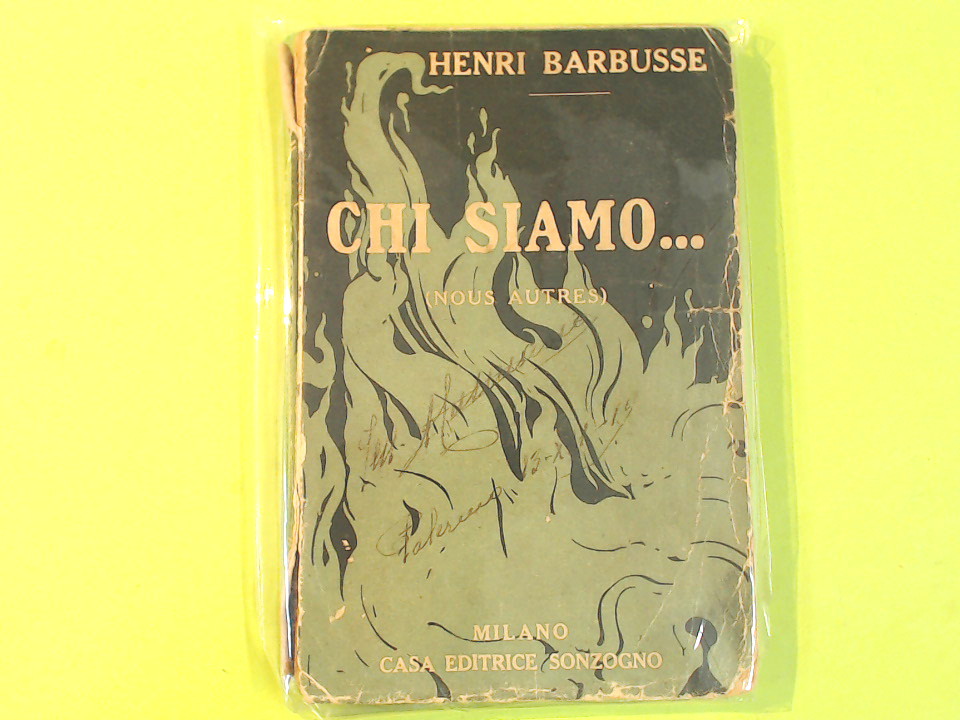 HENRI BARBUSSE
CHI SIAMO...
(NOUS AUTRES)
Palermo
MILANO
CASA EDITRICE SONZOGNO